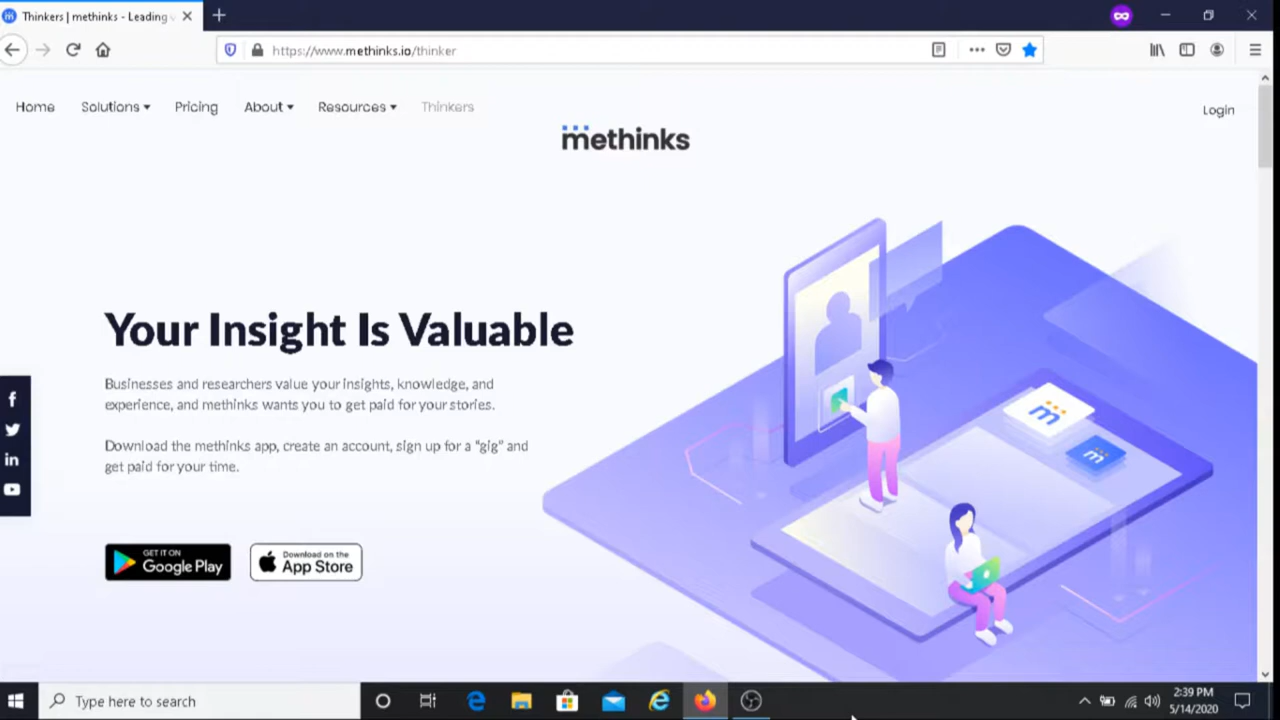 Thinkers | methinks - Leading
https://www.methinks.io/thinker
Home Solutions Pricing About Resources Thinkers
Login
methinks
Your Insight Is Valuable
Businesses and researchers value your insights, knowledge, and
experience, and methinks wants you to get paid for your stories.
Download the methinks app, create an account, sign up for a "gig" and
get paid for your time.
GET IT ON
Google Play
Download on the
App Store
Type here to search
2:39 PM
5/14/2020